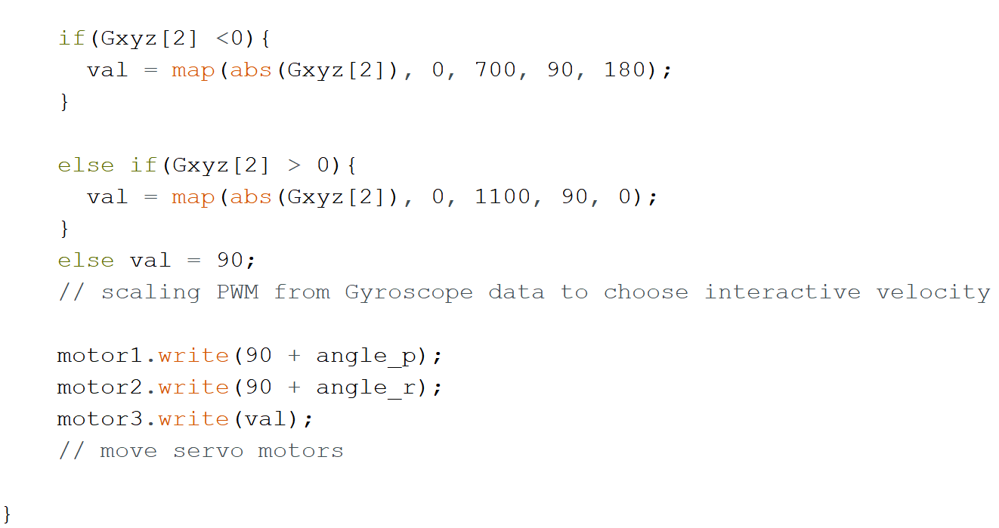 if(Gxyz[2] <0){
val = map(abs(Gxyz[2]), 0, 700, 90, 180);
}
else if(Gxyz[2] > 0){
val = map(abs(Gxyz[2]), 0, 1100, 90, 0);
}
else val = 90;
// scaling PWM from Gyroscope data to choose interactive velocity
motor1.write(90 + angle_p);
motor2.write(90 + angle_r);
motor3.write(val);
// move servo motors
}